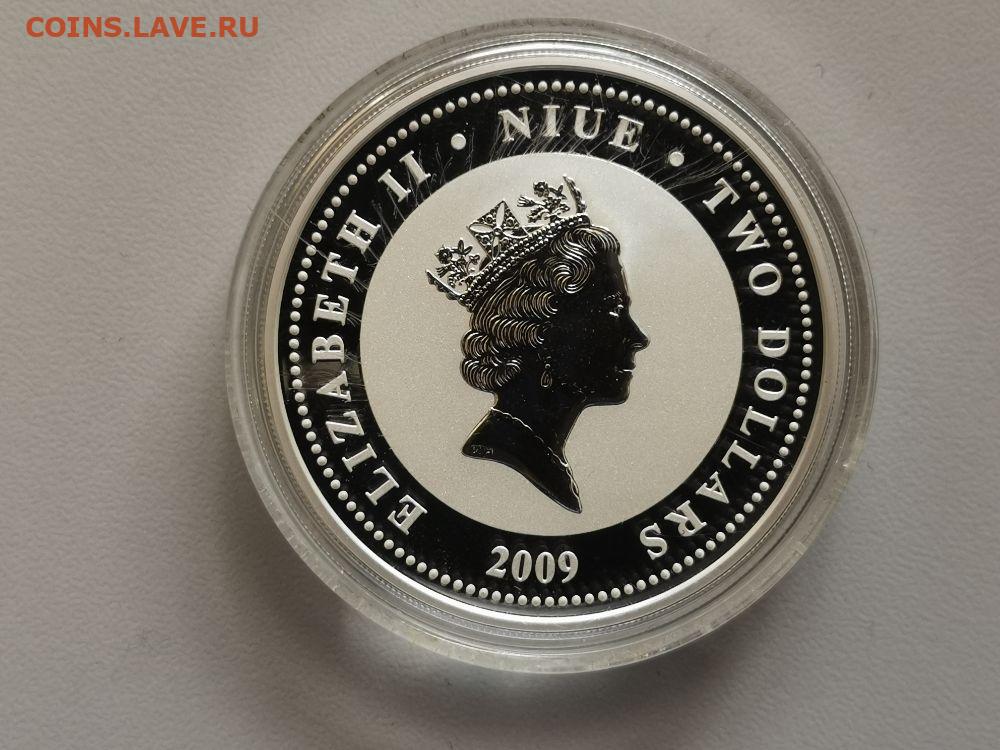 COINS.LAVE.RU
ELIZABETH II • NIUE • TWO DOLLARS
2009